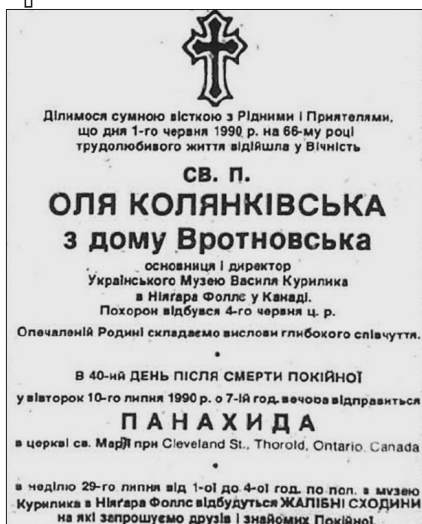 Ділимося сумною вісткою з Рідними і Приятелями,
що дня 1-го червня 1990 р. на 66-му році
трудолюбивого життя відійшла у Вічність
СВ. П.
ОЛЯ КОЛЯНКІВСЬКА
з дому Вротновська
основниця і директор
Українського Музею Василя Курилика
в Ніяґара Фоллс у Канаді.
Похорон відбувся 4-го червня ц. р.
Опечаленій Родині складаємо вислови глибокого співчуття.
•
В 40-ий ДЕНЬ ПІСЛЯ СМЕРТИ ПОКІЙНОЇ
у вівторок 10-го липня 1990 р. о 7-ій год. вечора відправиться
ПАНАХИДА
в церкві св. Марії при Cleveland St., Thorold, Ontario, Canada
•
в неділю 29-го липня від 1-ої до 4-ої год. по пол. в музею
Курилика в Ніяґара Фоллс відбудуться ЖАЛІБНІ СХОДИНИ
на які запрошуємо друзів і знайомих Покійної